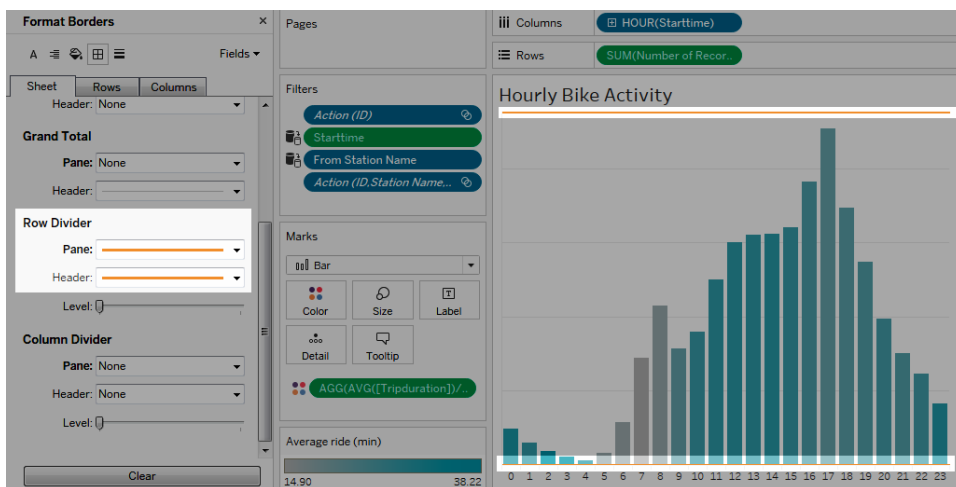 Format Borders ×
A Fields ▾
Sheet Rows Columns
Header: None
Grand Total
Pane: None
Header:
Row Divider
Pane:
Header:
Level:
Column Divider
Pane: None
Header: None
Level:
Clear
Pages
Filters
Action (ID)
Starttime
From Station Name
Action (ID,Station Name...
Marks
Bar
Color Size T Label
Detail Tooltip
AGG(AVG([Tripduration])/..
Average ride (min)
14.90 38.22
iii Columns HOUR(Starttime)
Rows SUM(Number of Recor..
Hourly Bike Activity
0 1 2 3 4 5 6 7 8 9 10 11 12 13 14 15 16 17 18 19 20 21 22 23